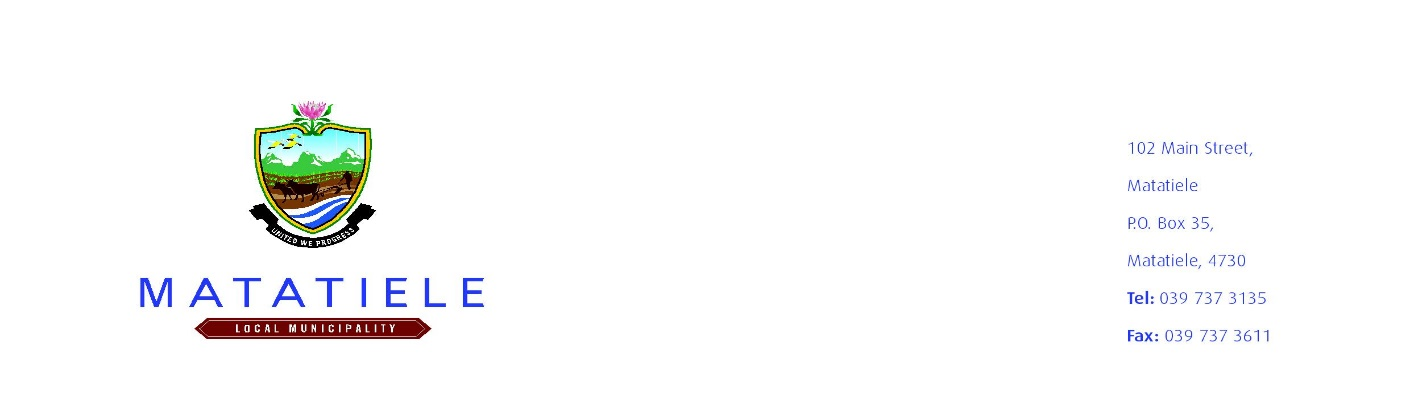 UNITED WE PROGRESS
MATATIELE
LOCAL MUNICIPALITY
102 Main Street,
Matatiele
P.O. Box 35,
Matatiele, 4730
Tel: 039 737 3135
Fax: 039 737 3611